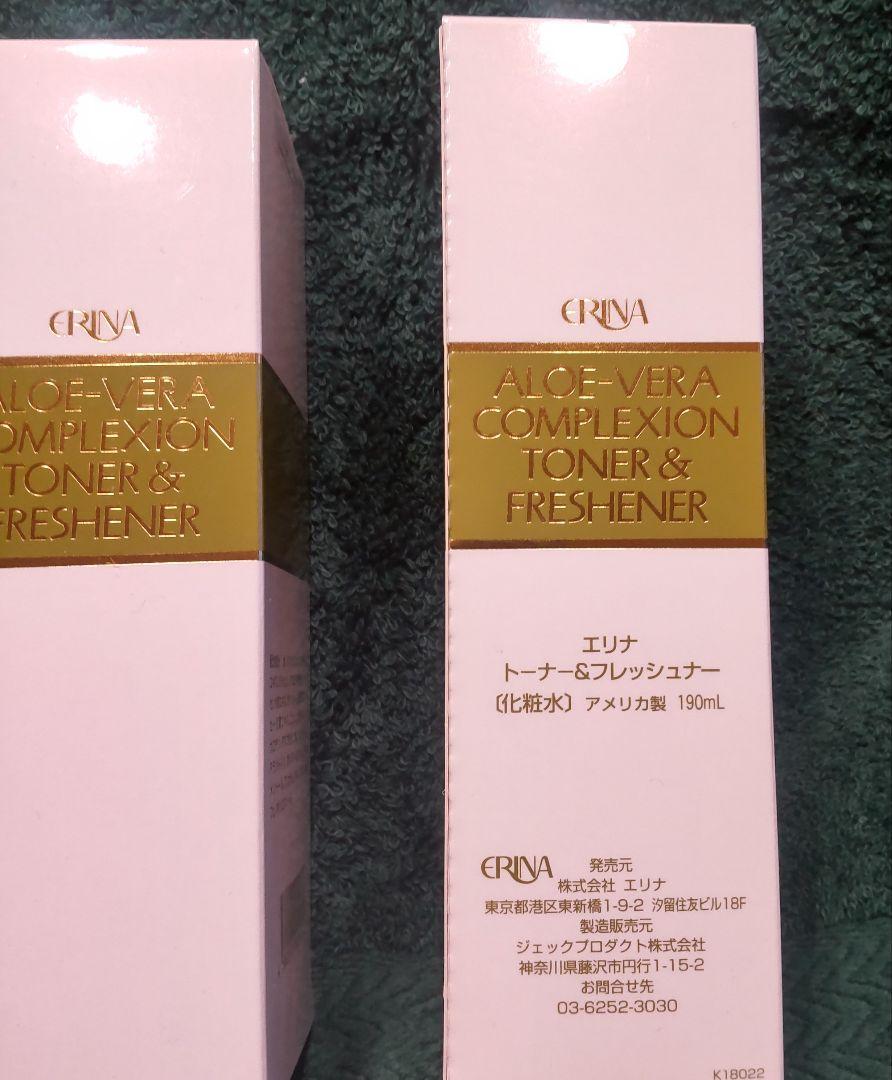 ERINA
ALOE-VERA
COMPLEXION
TONER &
FRESHENER
ERINA
ALOE-VERA
COMPLEXION
TONER &
FRESHENER
エリナ
トーナー&フレッシュナー
〔化粧水〕 アメリカ製 190mL
ERINA 発売元
株式会社 エリナ
東京都港区東新橋1-9-2 汐留住友ビル18F
製造販売元
ジェックプロダクト株式会社
神奈川県藤沢市円行1-15-2
お問合せ先
03-6252-3030
K18022